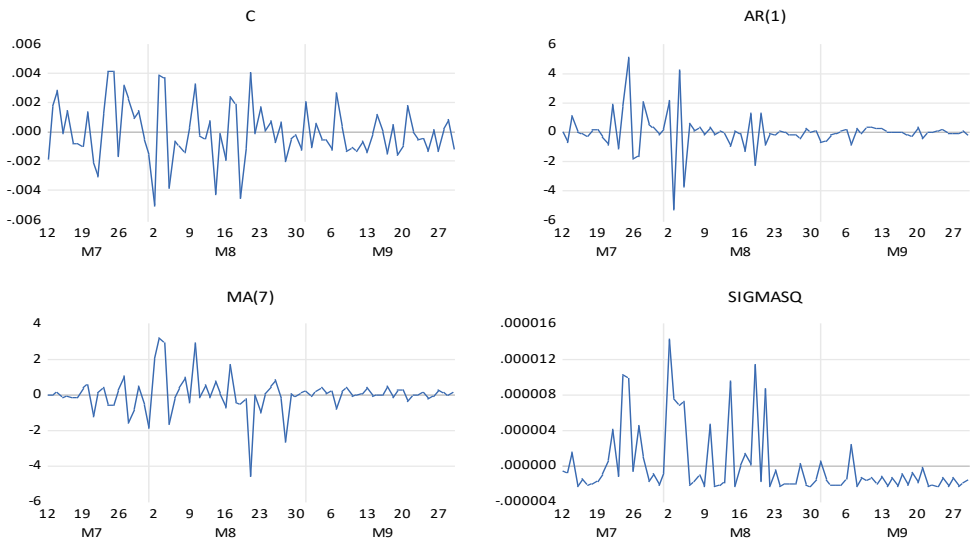 C
.006
.004
.002
.000
-.002
-.004
-.006
12 19 26 2 9 16 23 30 6 13 20 27
M7 M8 M9
AR(1)
6
4
2
0
-2
-4
-6
12 19 26 2 9 16 23 30 6 13 20 27
M7 M8 M9
MA(7)
4
2
0
-2
-4
-6
12 19 26 2 9 16 23 30 6 13 20 27
M7 M8 M9
SIGMASQ
.000016
.000012
.000008
.000004
.000000
-.000004
12 19 26 2 9 16 23 30 6 13 20 27
M7 M8 M9